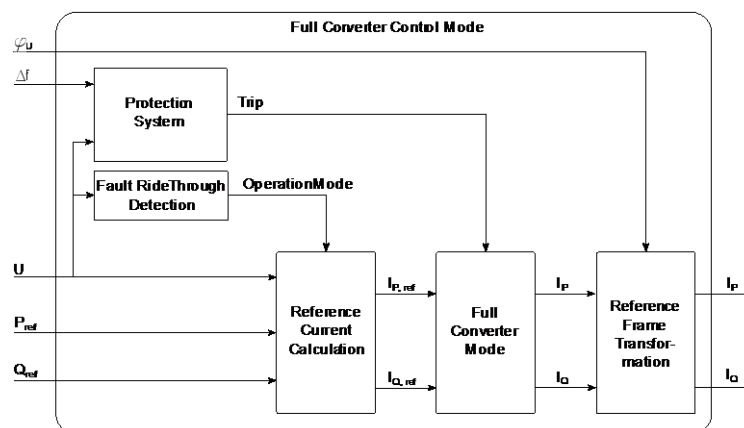 Full Converter Control Mode
φU
Δf
Protection
System
Trip
Fault RideThrough
Detection
OperationMode
U
Pref
Qref
Reference
Current
Calculation
IP,ref
IQ,ref
Full
Converter
Mode
IP
IQ
Reference
Frame
Transfor-
mation
IP
IQ